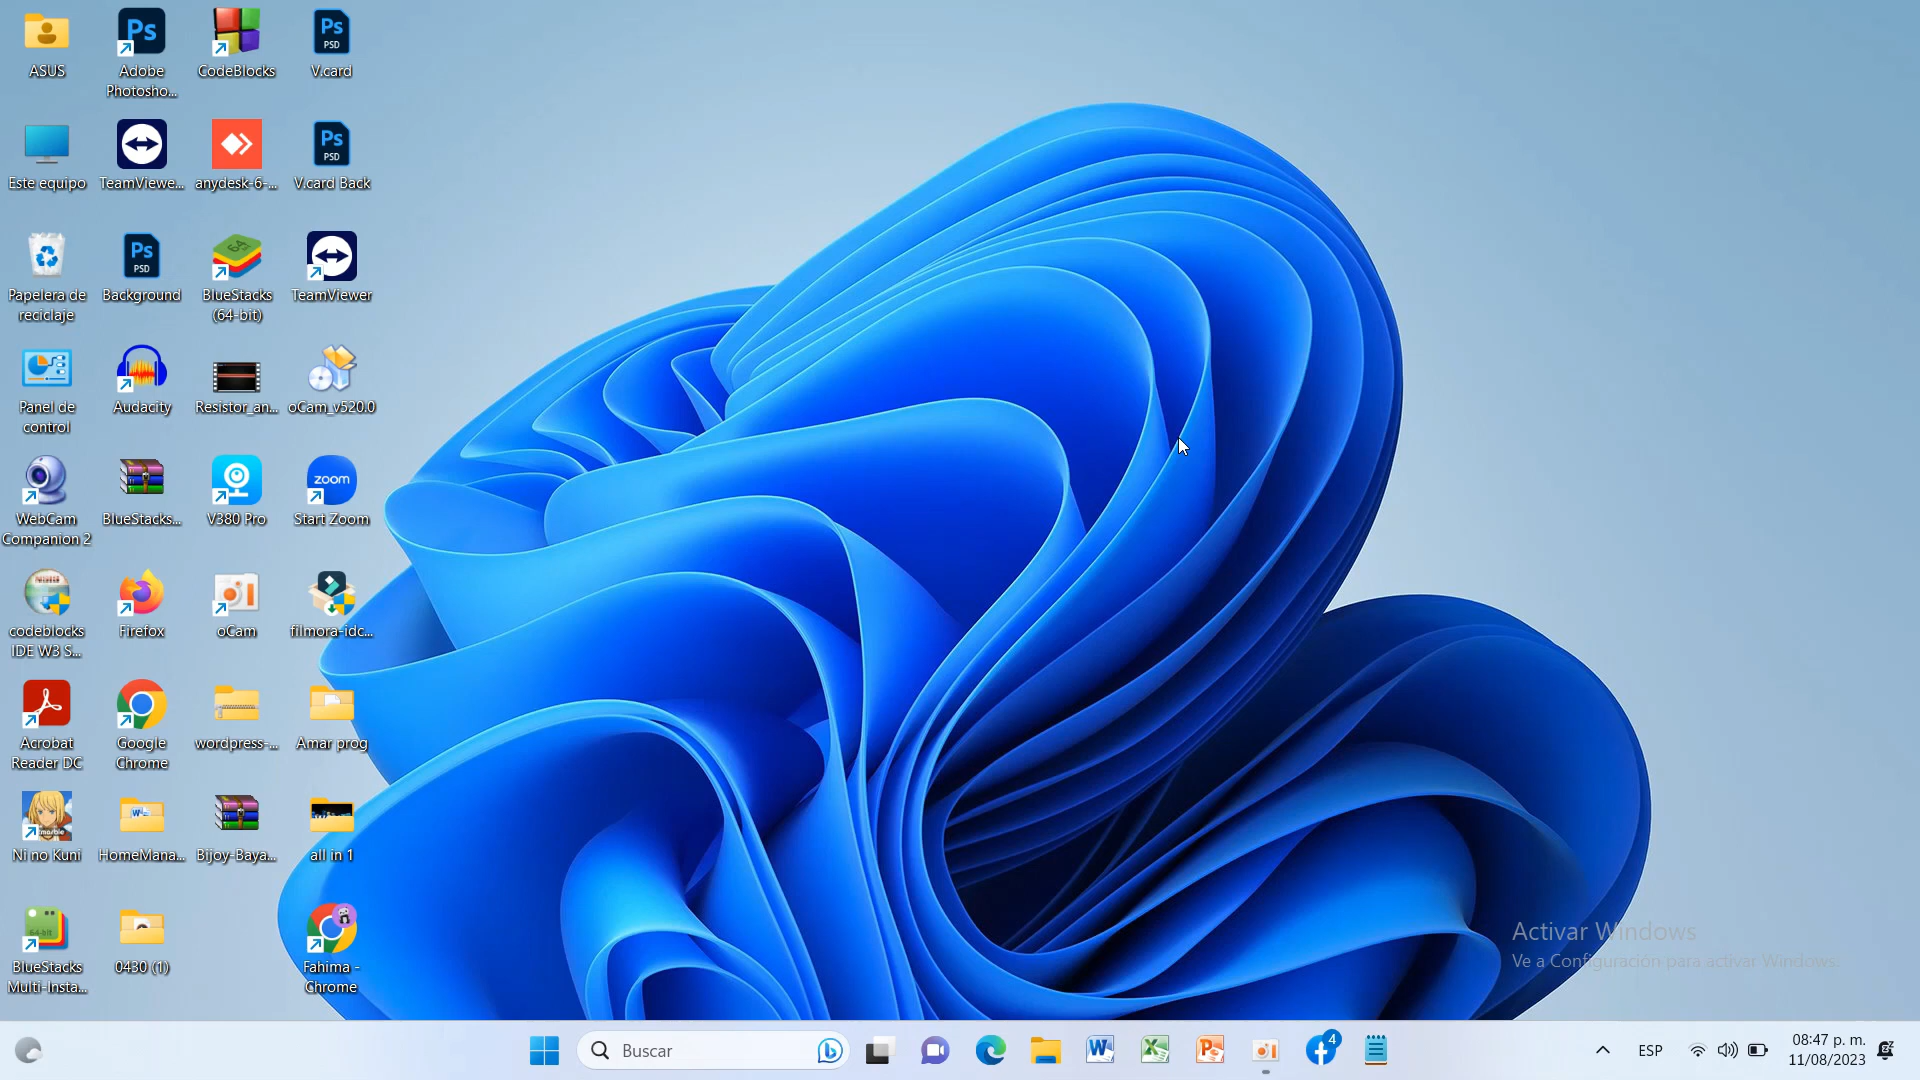 ASUS
Adobe
Photosho...
CodeBlocks
V.card
Este equipo
TeamViewe...
anydesk-6-...
V.card Back
Papelera de
reciclaje
Background
BlueStacks
(64-bit)
TeamViewer
Panel de
control
Audacity
Resistor_an...
oCam_v520.0
WebCam
Companion 2
BlueStacks...
V380 Pro
Start Zoom
codeblocks
IDE W3 S...
Firefox
oCam
filmora-idc...
Acrobat
Reader DC
Google
Chrome
wordpress-...
Amar prog
Ni no Kuni
HomeMana...
Bijoy-Baya...
all in 1
BlueStacks
Multi-Insta...
0430 (1)
Fahima -
Chrome
Activar Windows
Ve a Configuración para activar Windows.
Buscar
4
ESP
08:47 p. m.
11/08/2023